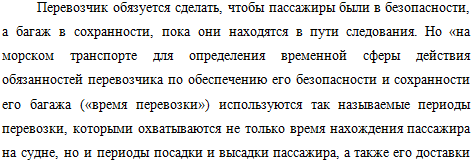 Перевозчик обязуется сделать, чтобы пассажиры были в безопасности,
а багаж в сохранности, пока они находятся в пути следования. Но «на
морском транспорте для определения временной сферы действия
обязанностей перевозчика по обеспечению его безопасности и сохранности
его багажа («время перевозки») используются так называемые периоды
перевозки, которыми охватываются не только время нахождения пассажира
на судне, но и периоды посадки и высадки пассажира, а также его доставки